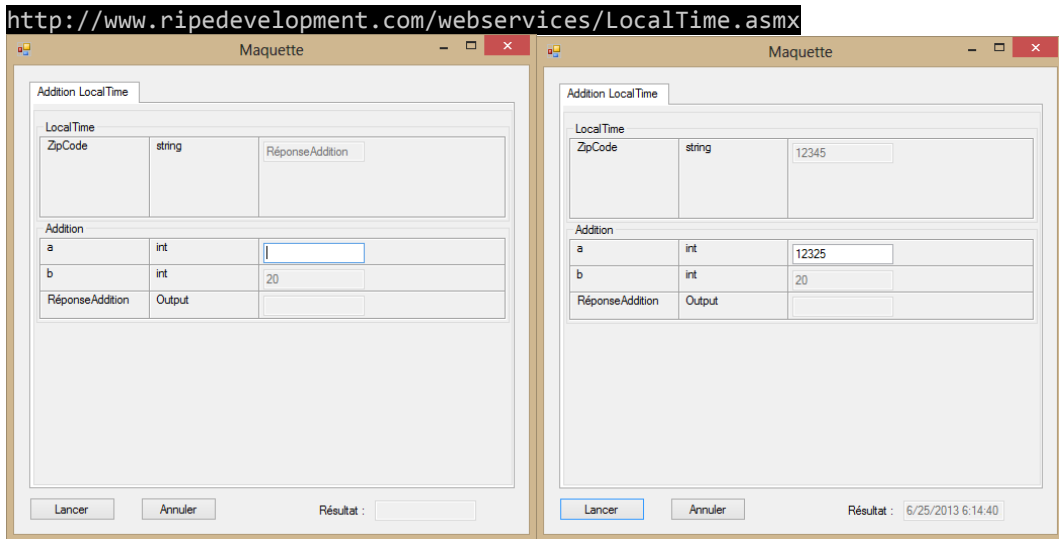 http://www.ripedevelopment.com/webservices/LocalTime.asmx
Maquette
Addition LocalTime
LocalTime
ZipCode string RéponseAddition
Addition
a int
b int 20
RéponseAddition Output
Lancer Annuler Résultat :
Maquette
Addition LocalTime
LocalTime
ZipCode string 12345
Addition
a int 12325
b int 20
RéponseAddition Output
Lancer Annuler Résultat : 6/25/2013 6:14:40